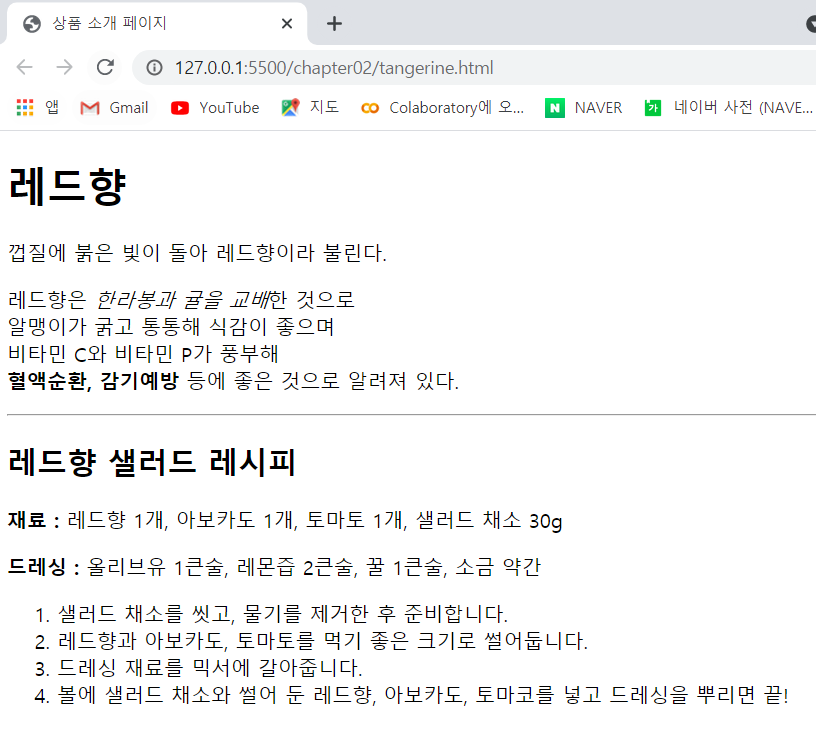 상품 소개 페이지
127.0.0.1:5500/chapter02/tangerine.html
앱 Gmail YouTube 지도 Colaboratory에 오... NAVER 네이버 사전 (NAVE...
레드향
껍질에 붉은 빛이 돌아 레드향이라 불린다.
레드향은 한라봉과 귤을 교배한 것으로
알맹이가 굵고 통통해 식감이 좋으며
비타민 C와 비타민 P가 풍부해
혈액순환, 감기예방 등에 좋은 것으로 알려져 있다.
레드향 샐러드 레시피
재료 : 레드향 1개, 아보카도 1개, 토마토 1개, 샐러드 채소 30g
드레싱 : 올리브유 1큰술, 레몬즙 2큰술, 꿀 1큰술, 소금 약간
1. 샐러드 채소를 씻고, 물기를 제거한 후 준비합니다.
2. 레드향과 아보카도, 토마토를 먹기 좋은 크기로 썰어둡니다.
3. 드레싱 재료를 믹서에 갈아줍니다.
4. 볼에 샐러드 채소와 썰어 둔 레드향, 아보카도, 토마코를 넣고 드레싱을 뿌리면 끝!